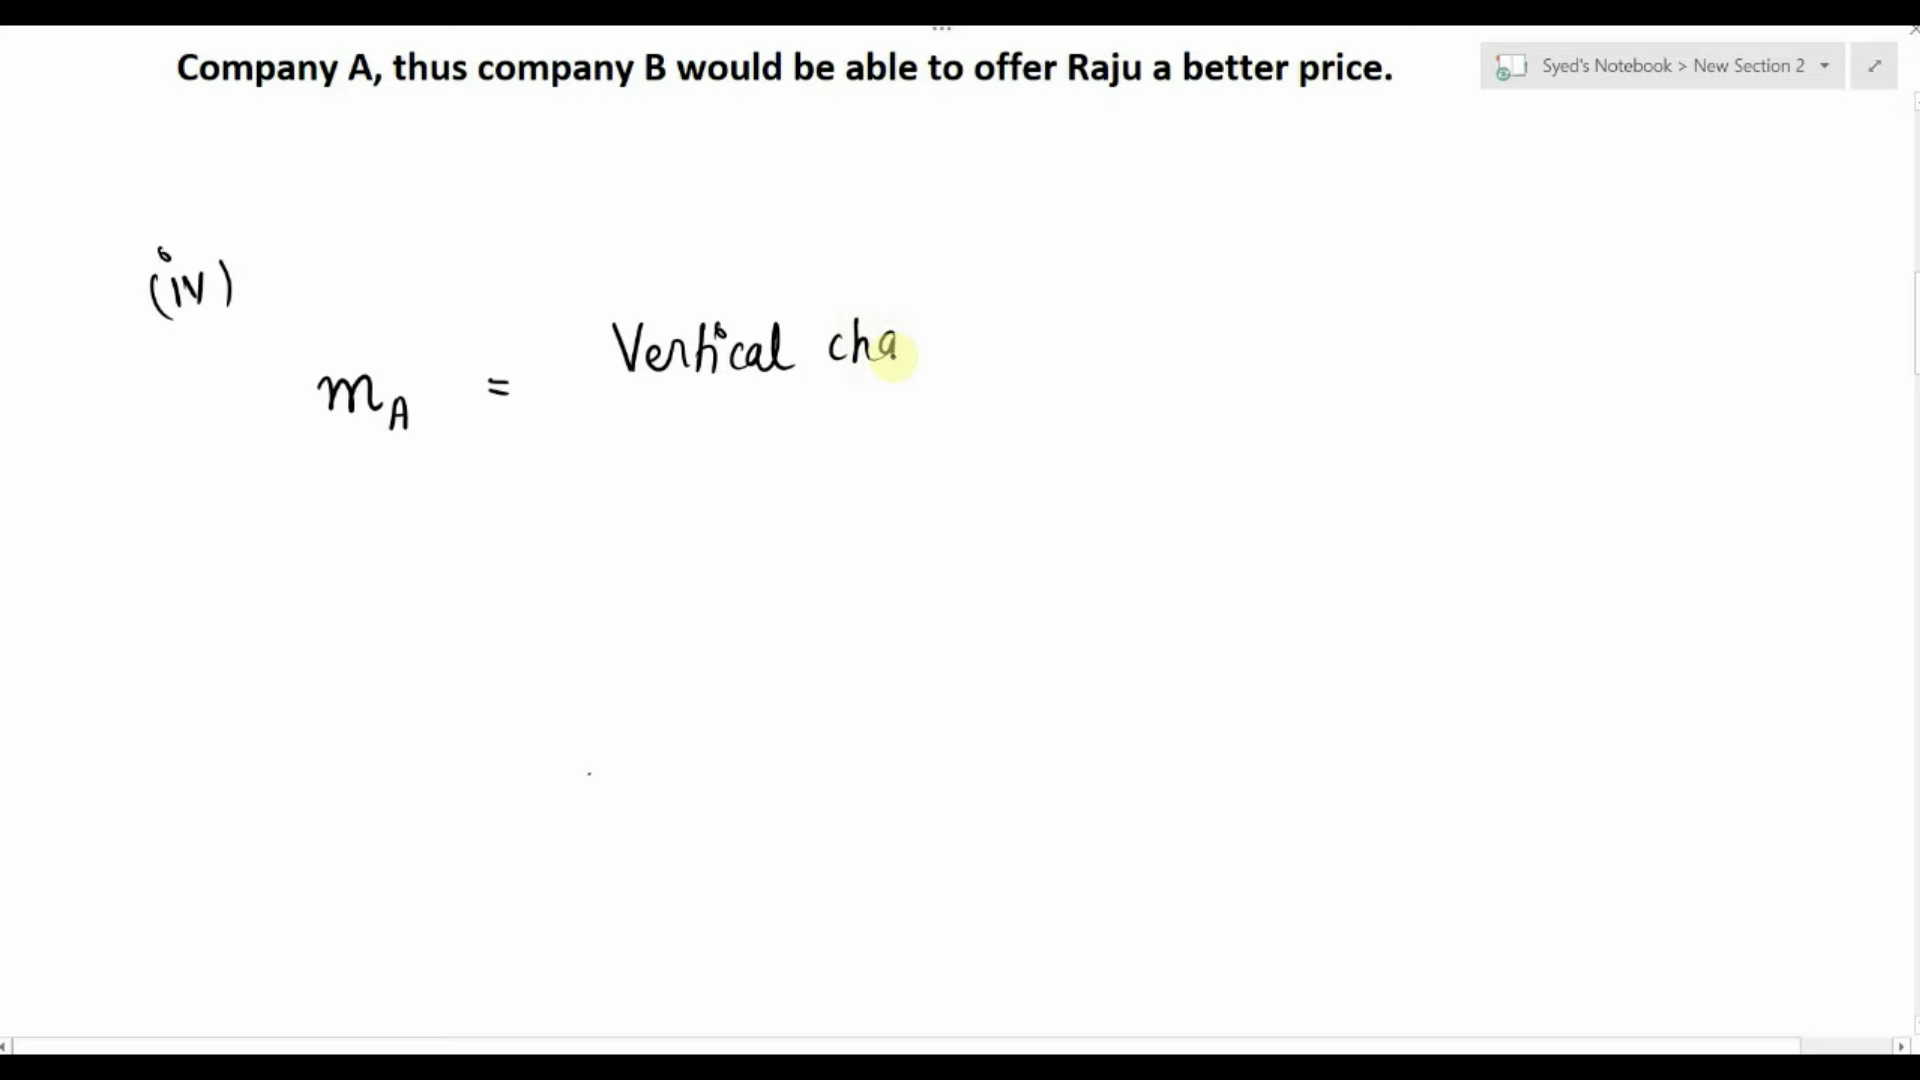 Company A, thus company B would be able to offer Raju a better price.
Syed's Notebook > New Section 2
(iv)
Vertical cha
m_A =